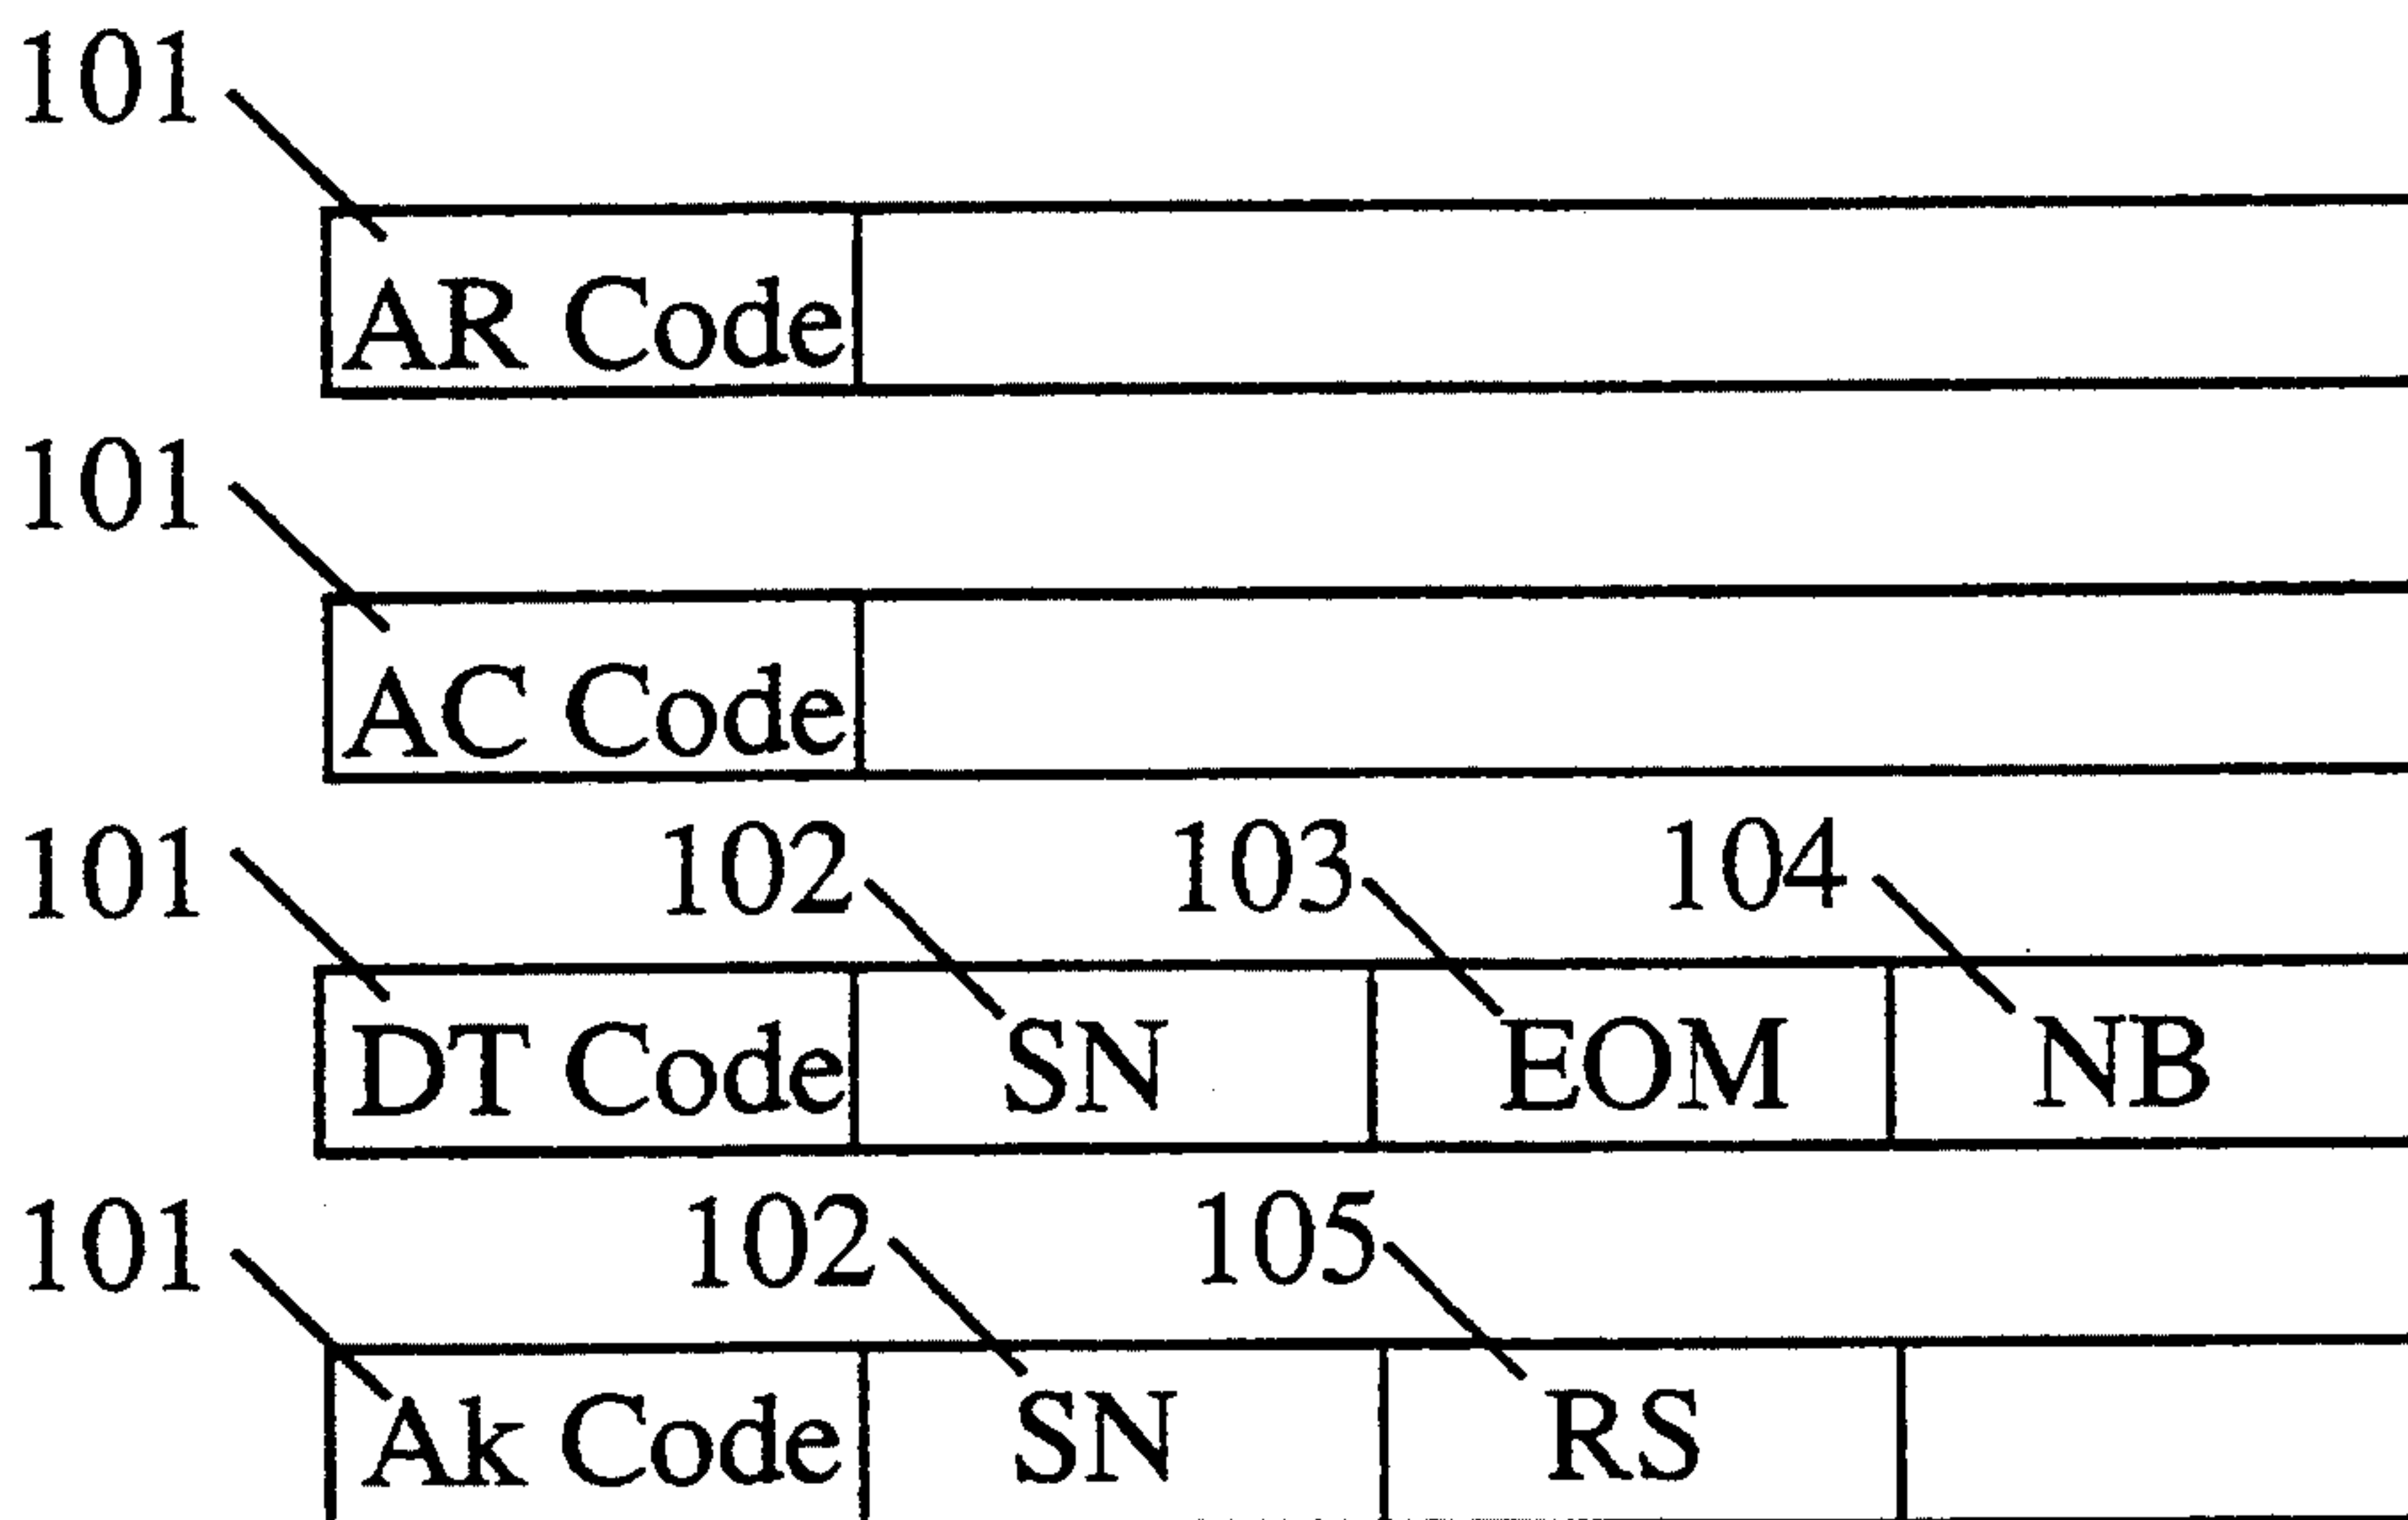 101
AR Code
101
AC Code
101 102 103 104
DT Code SN EOM NB
101 102 105
Ak Code SN RS